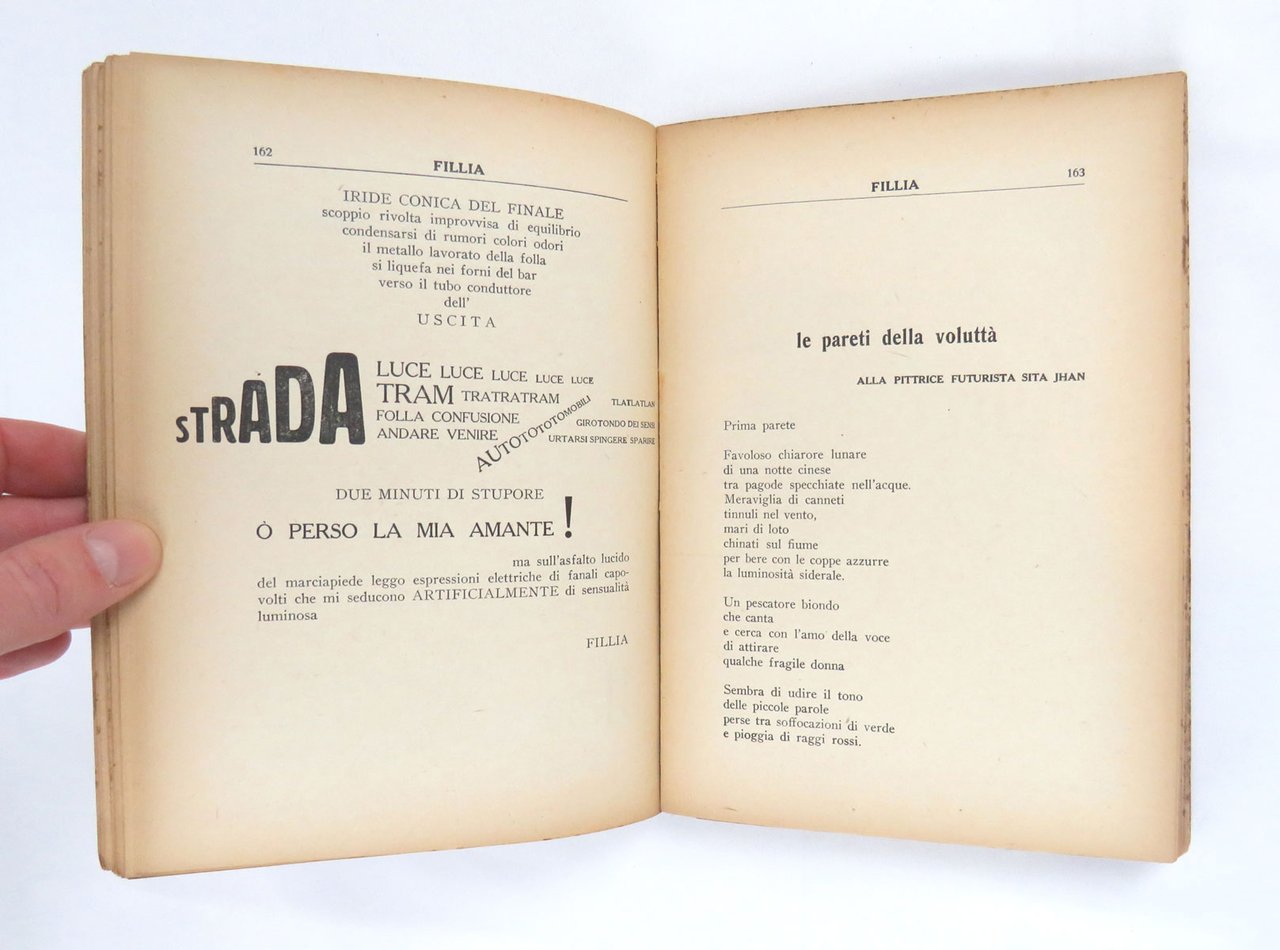 162
FILLIA
IRIDE CONICA DEL FINALE
scoppio rivolta improvvisa di equilibrio
condensarsi di rumori colori odori
il metallo lavorato della folla
si liquefa nei forni del bar
verso il tubo conduttore
dell'
USCITA
STRADA
LUCE LUCE LUCE LUCE LUCE
TRAM TRATRATRAM
FOLLA CONFUSIONE
ANDARE VENIRE
AUTOTOTOTOMOBILI
TLATLATLAN
GIROTONDO DEI SENSI
URTARSI SPINGERE SPARIRE
DUE MINUTI DI STUPORE
Ò PERSO LA MIA AMANTE !
ma sull'asfalto lucido
del marciapiede leggo espressioni elettriche di fanali capo-
volti che mi seducono ARTIFICIALMENTE di sensualità
luminosa
FILLIA
FILLIA
163
le pareti della voluttà
ALLA PITTRICE FUTURISTA SITA JHAN
Prima parete
Favoloso chiarore lunare
di una notte cinese
tra pagode specchiate nell'acque.
Meraviglia di canneti
tinnuli nel vento,
mari di loto
chinati sul fiume
per bere con le coppe azzurre
la luminosità siderale.
Un pescatore biondo
che canta
e cerca con l'amo della voce
di attirare
qualche fragile donna
Sembra di udire il tono
delle piccole parole
perse tra soffocazioni di verde
e pioggia di raggi rossi.